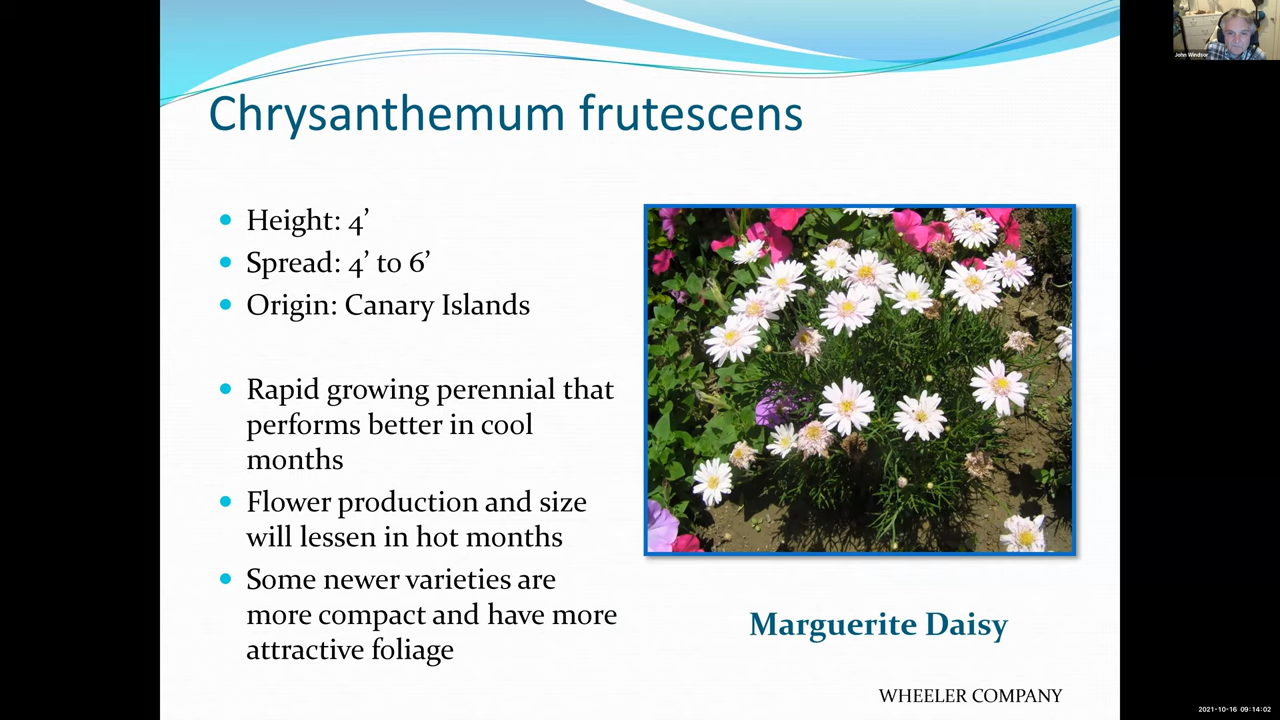 John Windsor
Chrysanthemum frutescens
Height: 4’
Spread: 4’ to 6’
Origin: Canary Islands
Rapid growing perennial that
performs better in cool
months
Flower production and size
will lessen in hot months
Some newer varieties are
more compact and have more
attractive foliage
Marguerite Daisy
WHEELER COMPANY
2021-10-16 09:14:02